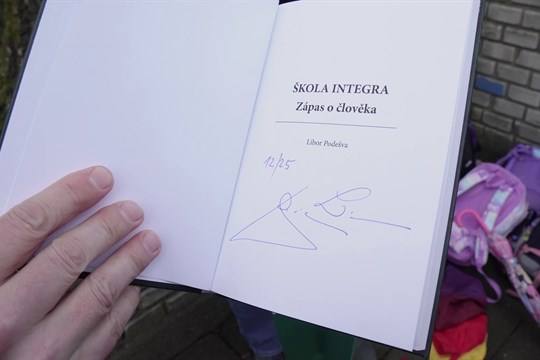 ŠKOLA INTEGRA
Zápas o člověka
Libor Podešva
12/25